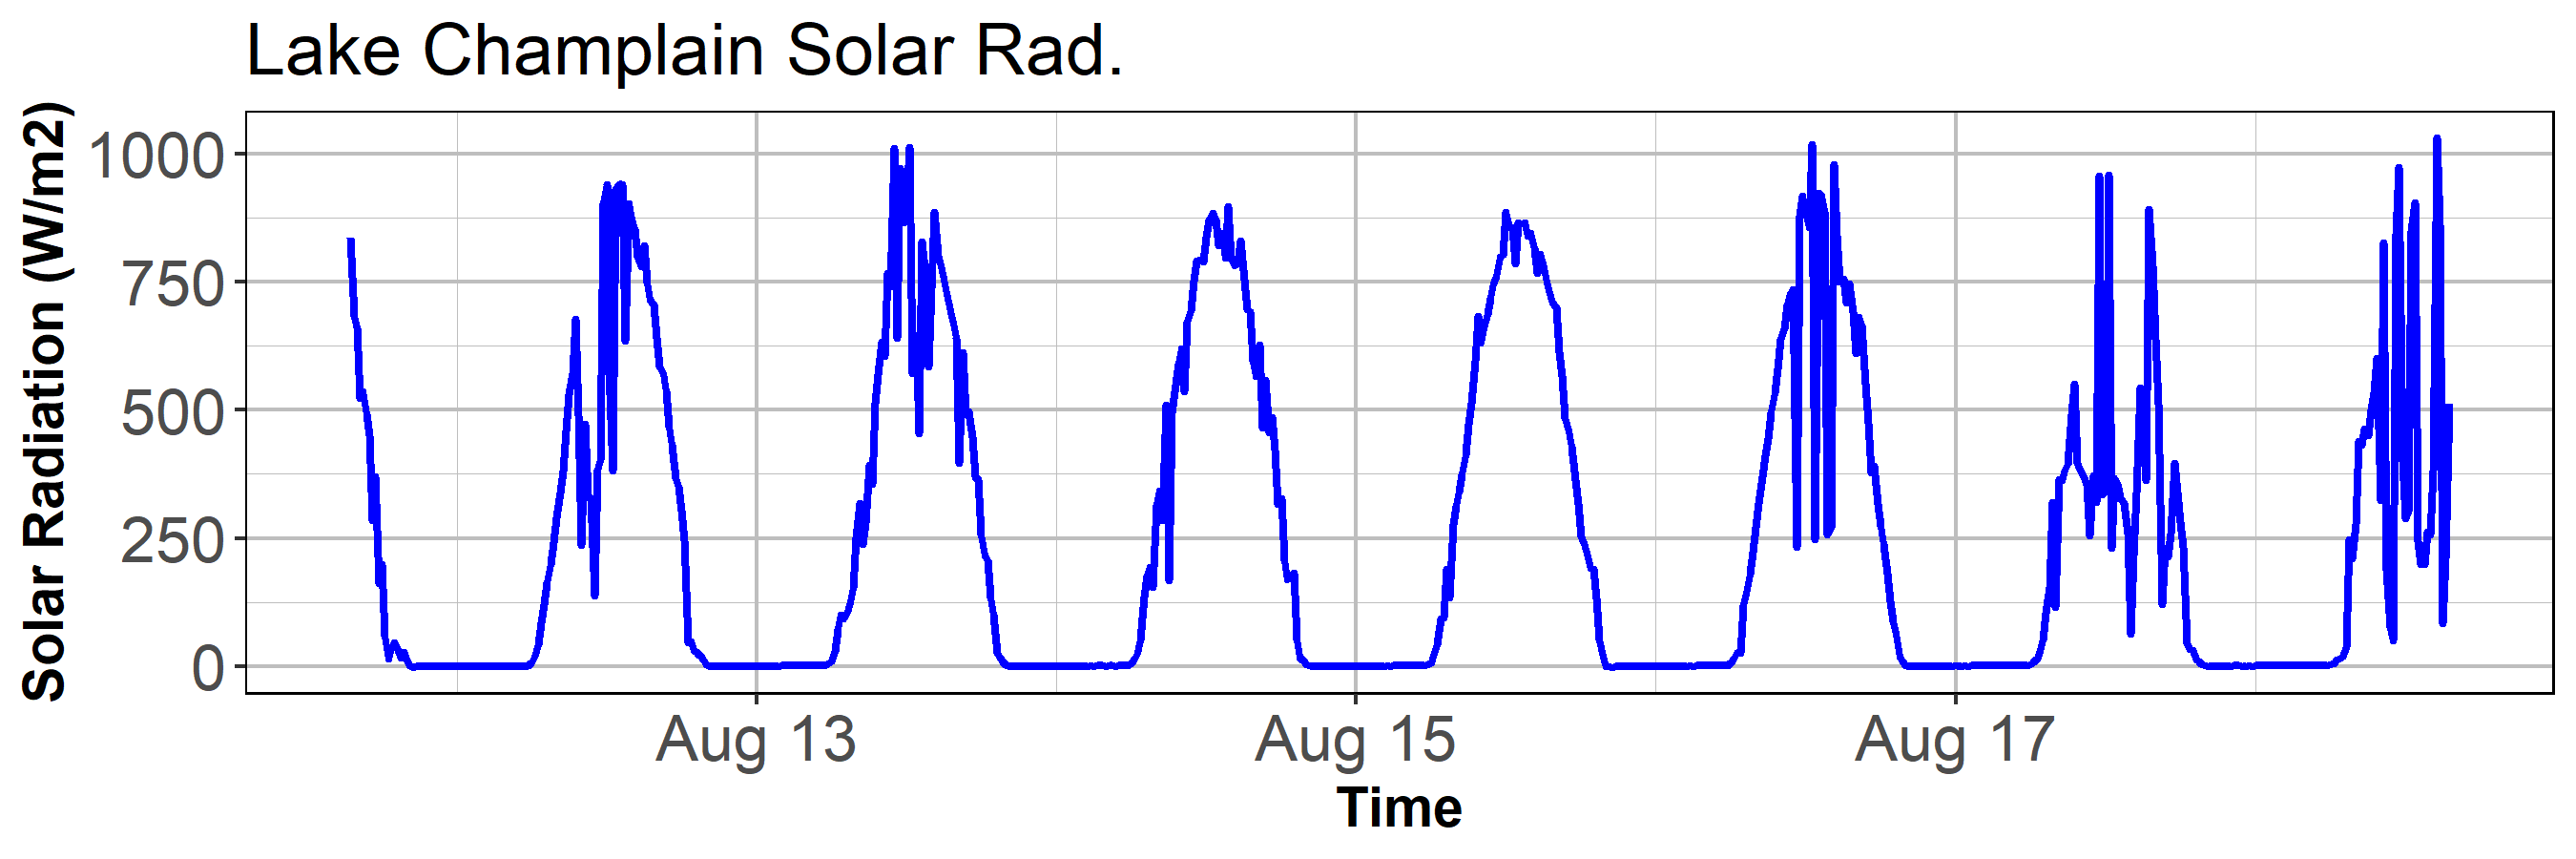 Lake Champlain Solar Rad.
Solar Radiation (W/m2)
1000
750
500
250
0
Aug 13
Aug 15
Aug 17
Time